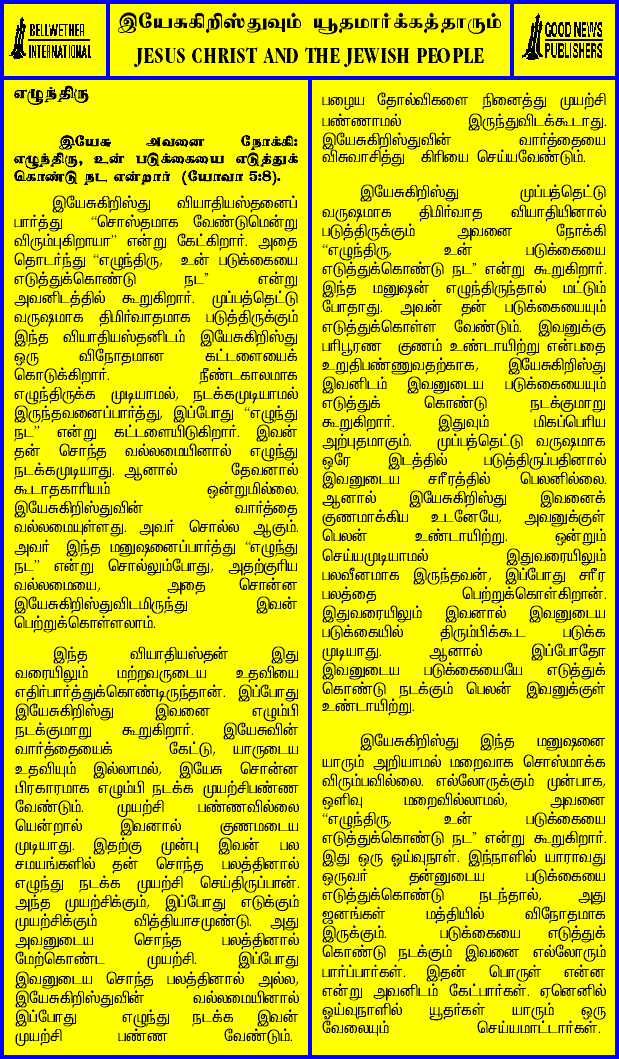 BELLWETHER
INTERNATIONAL
இயேசுகிறிஸ்துவும் யூதமார்க்கத்தாரும்
JESUS CHRIST AND THE JEWISH PEOPLE
GOOD NEWS
PUBLISHERS
எழுந்திரு
இயேசு அவனை நோக்கி:
எழுந்திரு, உன் படுக்கையை எடுத்துக்
கொண்டு நட என்றார் (யோவா 5:8).
இயேசுகிறிஸ்து வியாதியஸ்தனைப்
பார்த்து "சொஸ்தமாக வேண்டுமென்று
விரும்புகிறாயா" என்று கேட்கிறார். அதை
தொடர்ந்து "எழுந்திரு, உன் படுக்கையை
எடுத்துக்கொண்டு நட" என்று
அவனிடத்தில் கூறுகிறார். முப்பத்தெட்டு
வருஷமாக திமிர்வாதமாக படுத்திருக்கும்
இந்த வியாதியஸ்தனிடம் இயேசுகிறிஸ்து
ஒரு விநோதமான கட்டளையைக்
கொடுக்கிறார். நீண்டகாலமாக
எழுந்திருக்க முடியாமல், நடக்கமுடியாமல்
இருந்தவனைப்பார்த்து, இப்போது "எழுந்து
நட" என்று கட்டளையிடுகிறார். இவன்
தன் சொந்த வல்லமையினால் எழுந்து
நடக்கமுடியாது. ஆனால் தேவனால்
கூடாதகாரியம் ஒன்றுமில்லை.
இயேசுகிறிஸ்துவின் வார்த்தை
வல்லமையுள்ளது. அவர் சொல்ல ஆகும்.
அவர் இந்த மனுஷனைப்பார்த்து "எழுந்து
நட" என்று சொல்லும்போது, அதற்குரிய
வல்லமையை, அதை சொன்ன
இயேசுகிறிஸ்துவிடமிருந்து இவன்
பெற்றுக்கொள்ளலாம்.
இந்த வியாதியஸ்தன் இது
வரையிலும் மற்றவருடைய உதவியை
எதிர்பார்த்துக்கொண்டிருந்தான். இப்போது
இயேசுகிறிஸ்து இவனை எழும்பி
நடக்குமாறு கூறுகிறார். இயேசுவின்
வார்த்தையைக் கேட்டு, யாருடைய
உதவியும் இல்லாமல், இயேசு சொன்ன
பிரகாரமாக எழும்பி நடக்க முயற்சிபண்ண
வேண்டும். முயற்சி பண்ணவில்லை
யென்றால் இவனால் குணமடைய
முடியாது. இதற்கு முன்பு இவன் பல
சமயங்களில் தன் சொந்த பலத்தினால்
எழுந்து நடக்க முயற்சி செய்திருப்பான்.
அந்த முயற்சிக்கும், இப்போது எடுக்கும்
முயற்சிக்கும் வித்தியாசமுண்டு. அது
அவனுடைய சொந்த பலத்தினால்
மேற்கொண்ட முயற்சி. இப்போது
இவனுடைய சொந்த பலத்தினால் அல்ல,
இயேசுகிறிஸ்துவின் வல்லமையினால்
இப்போது எழுந்து நடக்க இவன்
முயற்சி பண்ண வேண்டும்.
பழைய தோல்விகளை நினைத்து முயற்சி
பண்ணாமல் இருந்துவிடக்கூடாது.
இயேசுகிறிஸ்துவின் வார்த்தையை
விசுவாசித்து கிரியை செய்யவேண்டும்.
இயேசுகிறிஸ்து முப்பத்தெட்டு
வருஷமாக திமிர்வாத வியாதியினால்
படுத்திருக்கும் அவனை நோக்கி
"எழுந்திரு, உன் படுக்கையை
எடுத்துக்கொண்டு நட" என்று கூறுகிறார்.
இந்த மனுஷன் எழுந்திருந்தால் மட்டும்
போதாது. அவன் தன் படுக்கையையும்
எடுத்துக்கொள்ள வேண்டும். இவனுக்கு
பரிபூரண குணம் உண்டாயிற்று என்பதை
உறுதிபண்ணுவதற்காக, இயேசுகிறிஸ்து
இவனிடம் இவனுடைய படுக்கையையும்
எடுத்துக் கொண்டு நடக்குமாறு
கூறுகிறார். இதுவும் மிகப்பெரிய
அற்புதமாகும். முப்பத்தெட்டு வருஷமாக
ஒரே இடத்தில் படுத்திருப்பதினால்
இவனுடைய சரீரத்தில் பெலனில்லை.
ஆனால் இயேசுகிறிஸ்து இவனைக்
குணமாக்கிய உடனேயே, அவனுக்குள்
பெலன் உண்டாயிற்று. ஒன்றும்
செய்யமுடியாமல் இதுவரையிலும்
பலவீனமாக இருந்தவன், இப்போது சரீர
பலத்தை பெற்றுக்கொள்கிறான்.
இதுவரையிலும் இவனால் இவனுடைய
படுக்கையில் திரும்பிக்கூட படுக்க
முடியாது. ஆனால் இப்போதோ
இவனுடைய படுக்கையையே எடுத்துக்
கொண்டு நடக்கும் பெலன் இவனுக்குள்
உண்டாயிற்று.
இயேசுகிறிஸ்து இந்த மனுஷனை
யாரும் அறியாமல் மறைவாக சொஸ்மாக்க
விரும்பவில்லை. எல்லோருக்கும் முன்பாக,
ஒளிவு மறைவில்லாமல், அவனை
"எழுந்திரு, உன் படுக்கையை
எடுத்துக்கொண்டு நட" என்று கூறுகிறார்.
இது ஒரு ஓய்வுநாள். இந்நாளில் யாராவது
ஒருவர் தன்னுடைய படுக்கையை
எடுத்துக்கொண்டு நடந்தால், அது
ஜனங்கள் மத்தியில் விநோதமாக
இருக்கும். படுக்கையை எடுத்துக்
கொண்டு நடக்கும் இவனை எல்லோரும்
பார்ப்பார்கள். இதன் பொருள் என்ன
என்று அவனிடம் கேட்பார்கள். ஏனெனில்
ஓய்வுநாளில் யூதர்கள் யாரும் ஒரு
வேலையும் செய்யமாட்டார்கள்.